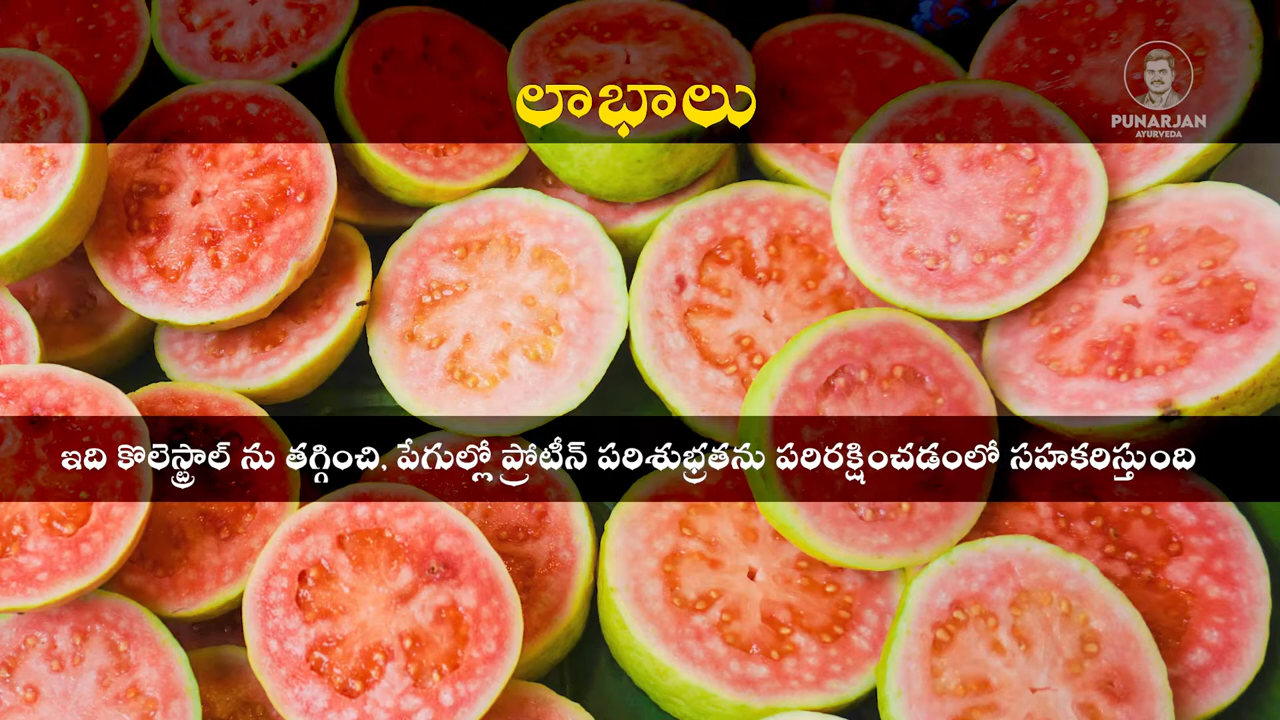 లాభాలు
PUNARJAN
AYURVEDA
ఇది కొలెస్ట్రాల్ ను తగ్గించి, పేగుల్లో ప్రోటీన్ పరిశుభ్రతను పరిరక్షించడంలో సహకరిస్తుంది